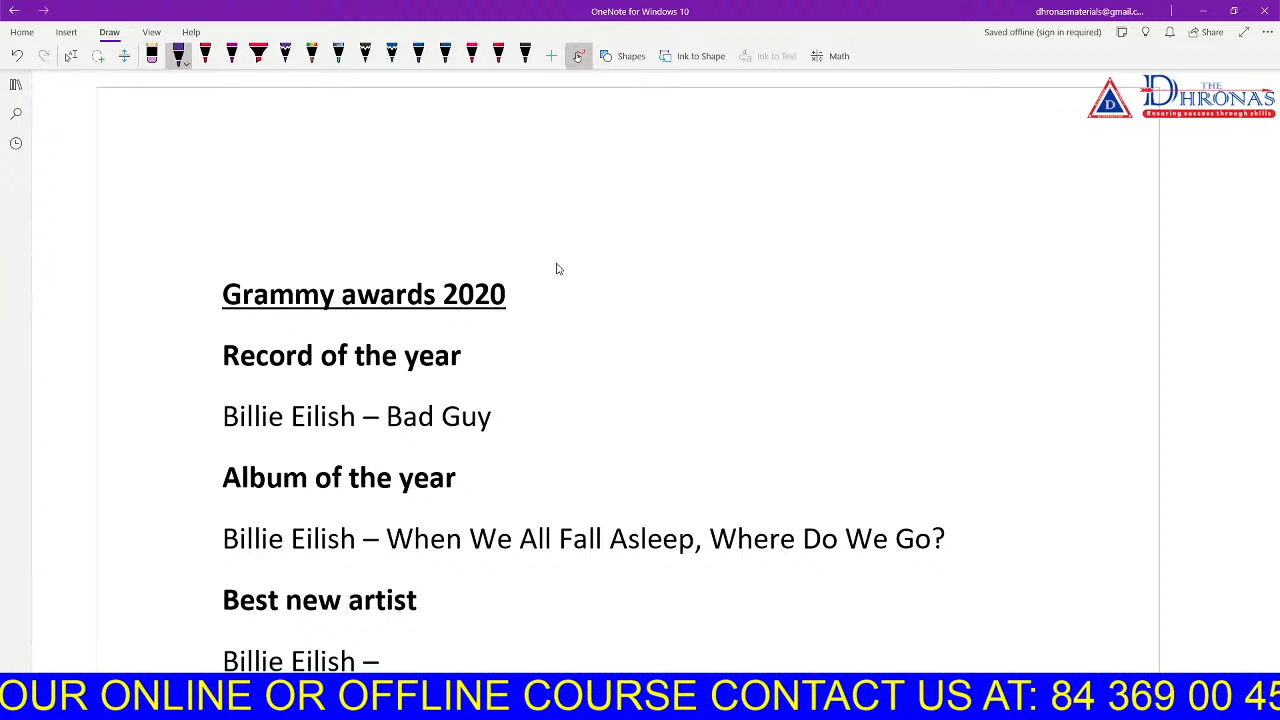 OneNote for Windows 10
dhronasmaterials@gmail.c...
Home Insert Draw View Help
Saved offline (sign in required)
Share
Shapes Ink to Shape Ink to Text Math
THE
DHRONAS
Ensuring success through skills
Grammy awards 2020
Record of the year
Billie Eilish – Bad Guy
Album of the year
Billie Eilish – When We All Fall Asleep, Where Do We Go?
Best new artist
Billie Eilish –
OUR ONLINE OR OFFLINE COURSE CONTACT US AT: 84 369 00 45